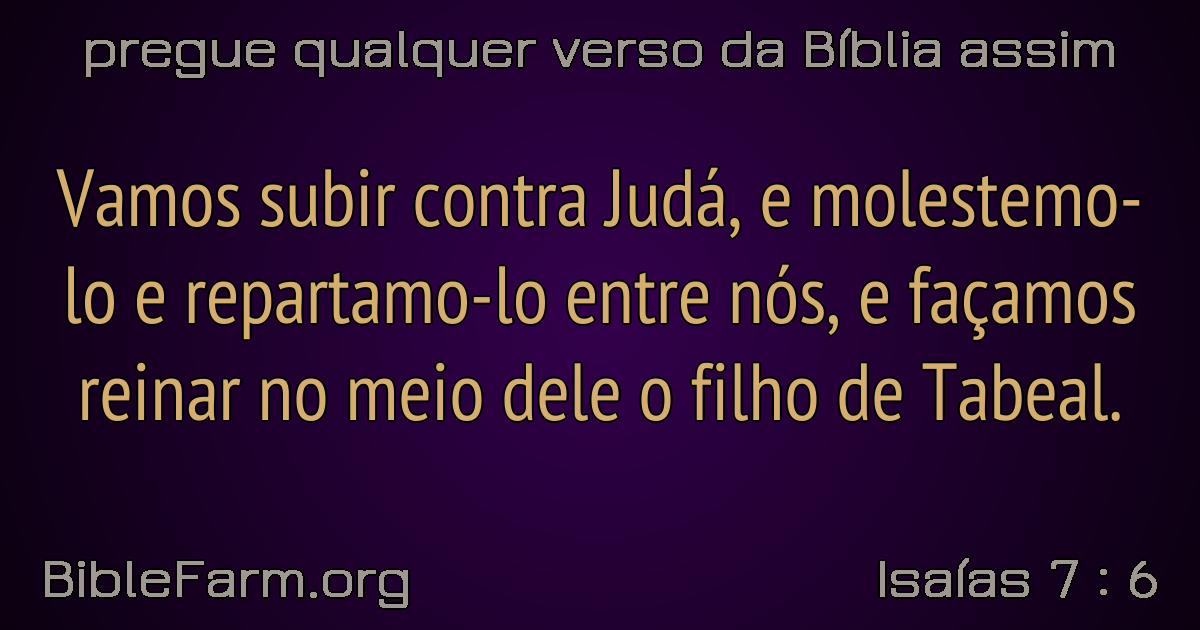 pregue qualquer verso da Bíblia assim
Vamos subir contra Judá, e molestemo-
lo e repartamo-lo entre nós, e façamos
reinar no meio dele o filho de Tabeal.
BibleFarm.org
Isaías 7 : 6